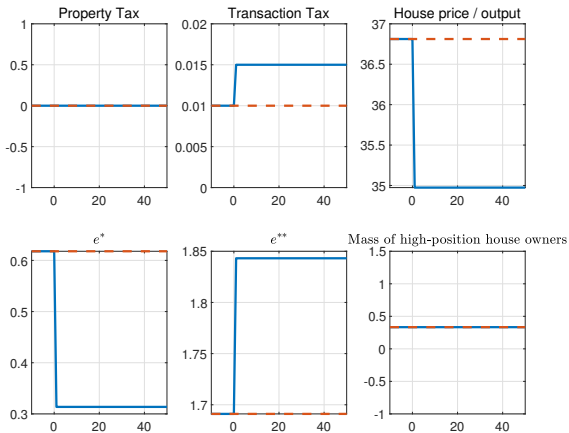 Property Tax
1
0.5
0
-0.5
-1
0 20 40
Transaction Tax
0.02
0.015
0.01
0.005
0
0 20 40
House price / output
37
36.5
36
35.5
35
0 20 40
e*
0.6
0.5
0.4
0.3
0 20 40
e**
1.85
1.8
1.75
1.7
0 20 40
Mass of high-position house owners
1.5
1
0.5
0
-0.5
-1
0 20 40